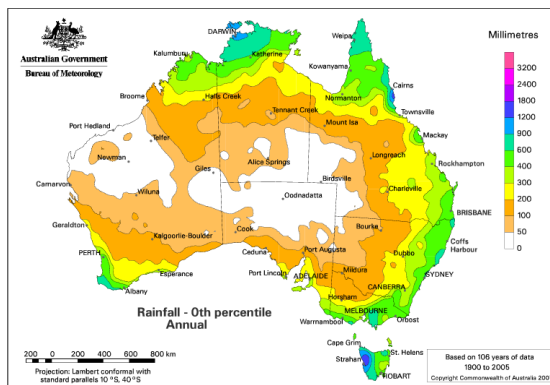 Australian Government
Bureau of Meteorology
Millimetres
3200
2400
1800
1200
900
600
400
300
200
100
50
0
DARWIN
Weipa
Kalumburu
Katherine
Kowanyama
Cairns
Broome
Halls Creek
Normanton
Townsville
Tennant Creek
Mount Isa
Port Hedland
Telfer
Mackay
Longreach
Newman
Alice Springs
Rockhampton
Giles
Birdsville
Carnarvon
Wiluna
Oodnadatta
Charleville
BRISBANE
Geraldton
Kalgoorlie-Boulder
Cook
Bourke
Coffs
Harbour
PERTH
Ceduna
Port Augusta
Dubbo
Esperance
Port Lincoln
ADELAIDE
Mildura
SYDNEY
Albany
CANBERRA
Horsham
MELBOURNE
Warrnambool
Orbost
Rainfall - 0th percentile
Annual
Cape Grim
St. Helens
Strahan
HOBART
200 0 200 400 600 800 km
Projection: Lambert conformal with
standard parallels 10 °S, 40 °S
Based on 106 years of data
1900 to 2005
Copyright Commonwealth of Australia 200